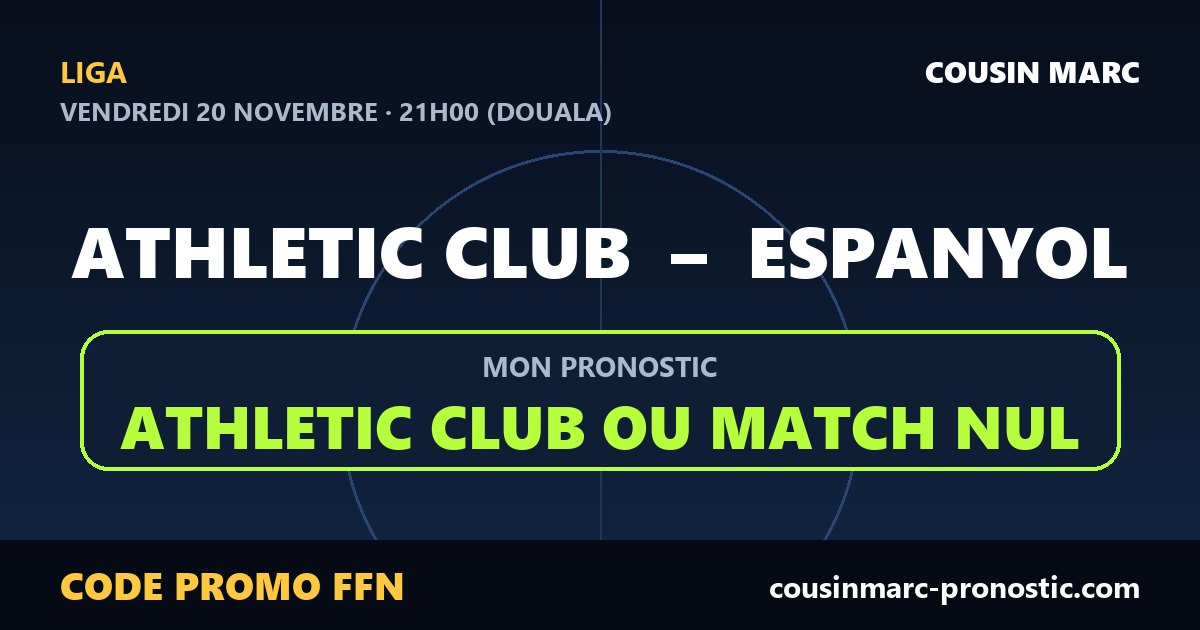 LIGA
COUSIN MARC
VENDREDI 20 NOVEMBRE · 21H00 (DOUALA)
ATHLETIC CLUB – ESPANYOL
MON PRONOSTIC
ATHLETIC CLUB OU MATCH NUL
CODE PROMO FFN
cousinmarc-pronostic.com